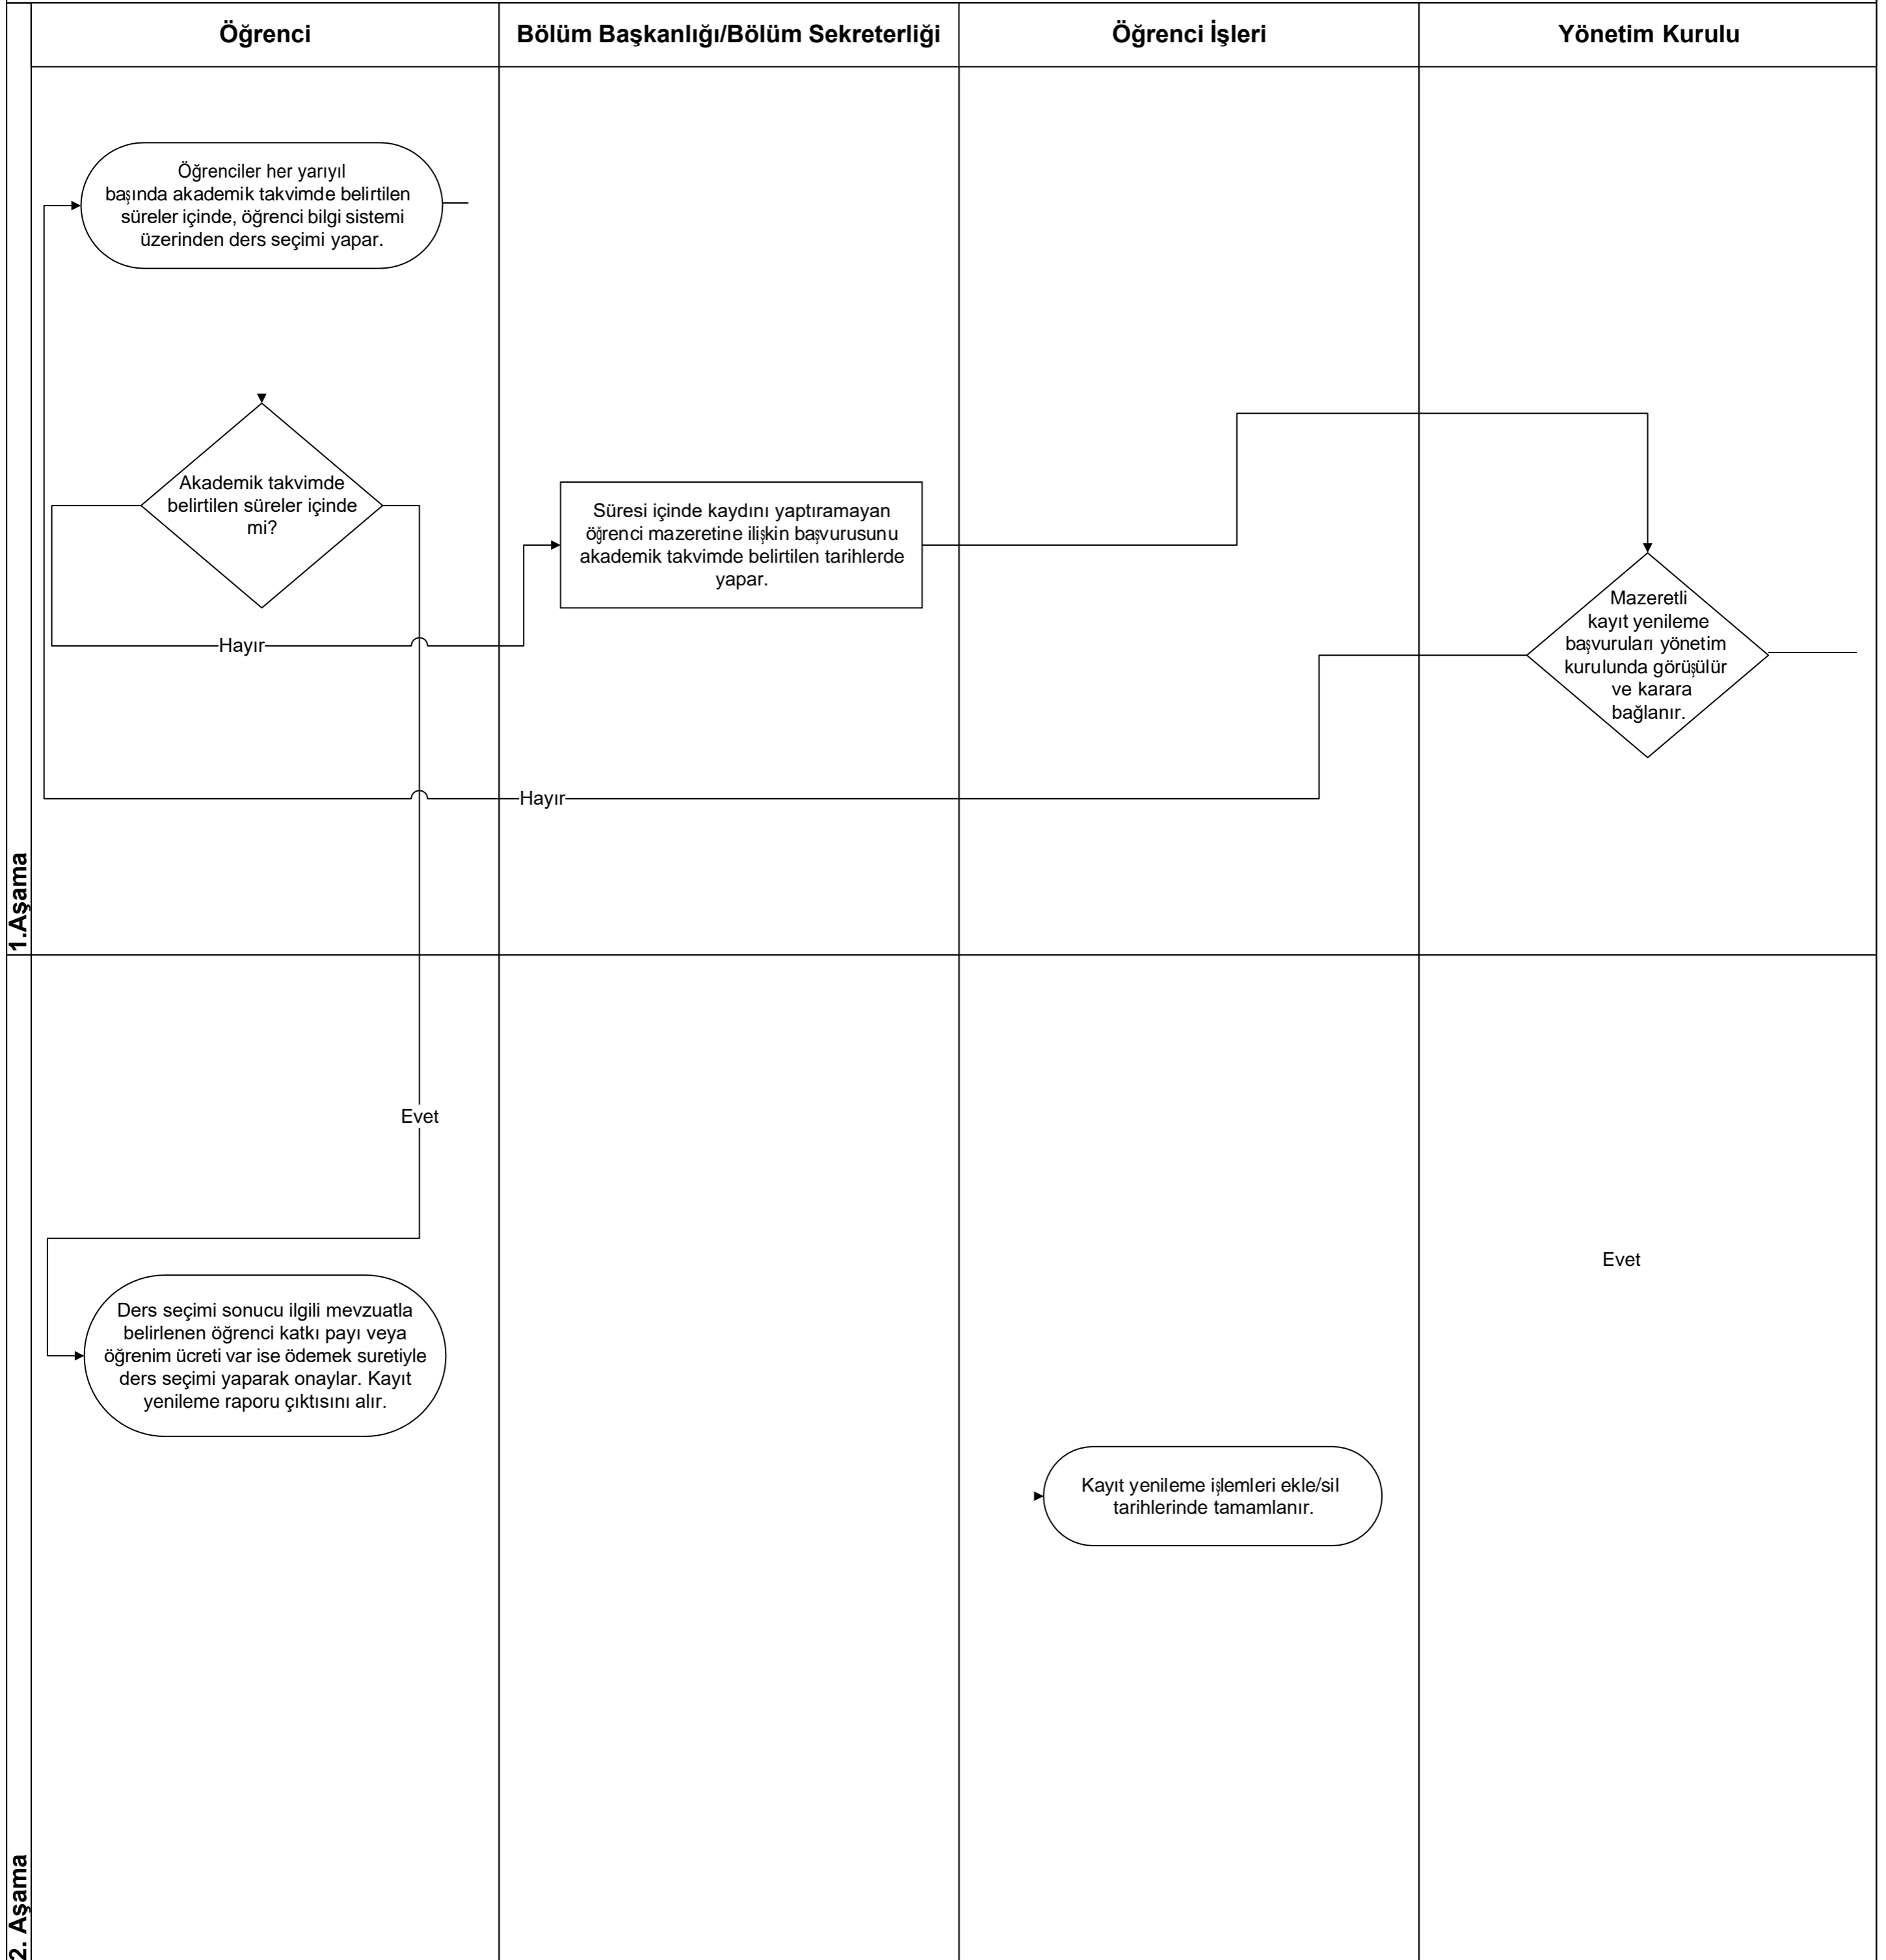 Öğrenci
Bölüm Başkanlığı/Bölüm Sekreterliği
Öğrenci İşleri
Yönetim Kurulu
Öğrenciler her yarıyıl
başında akademik takvimde belirtilen
süreler içinde, öğrenci bilgi sistemi
üzerinden ders seçimi yapar.
Akademik takvimde
belirtilen süreler içinde
mi?
Süresi içinde kaydını yaptıramayan
öğrenci mazeretine ilişkin başvurusunu
akademik takvimde belirtilen tarihlerde
yapar.
Mazeretli
kayıt yenileme
başvuruları yönetim
kurulunda görüşülür
ve karara
bağlanır.
Hayır
Hayır
1.Aşama
Evet
Evet
Ders seçimi sonucu ilgili mevzuatla
belirlenen öğrenci katkı payı veya
öğrenim ücreti var ise ödemek suretiyle
ders seçimi yaparak onaylar. Kayıt
yenileme raporu çıktısını alır.
Kayıt yenileme işlemleri ekle/sil
tarihlerinde tamamlanır.
2. Aşama